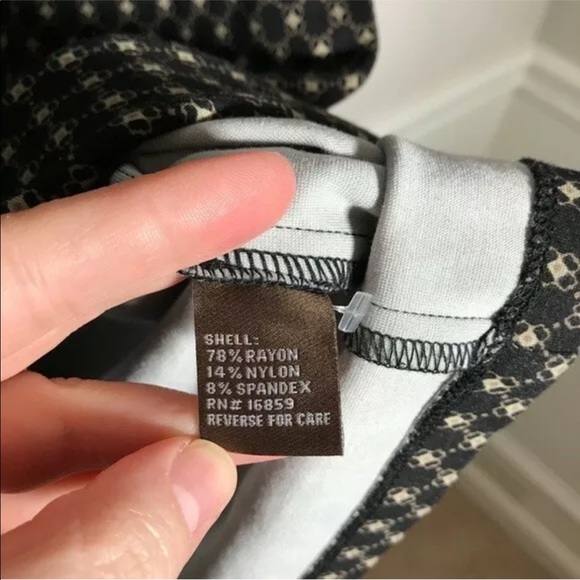 SHELL:
78% RAYON
14% NYLON
8% SPANDEX
RN# 16859
REVERSE FOR CARE